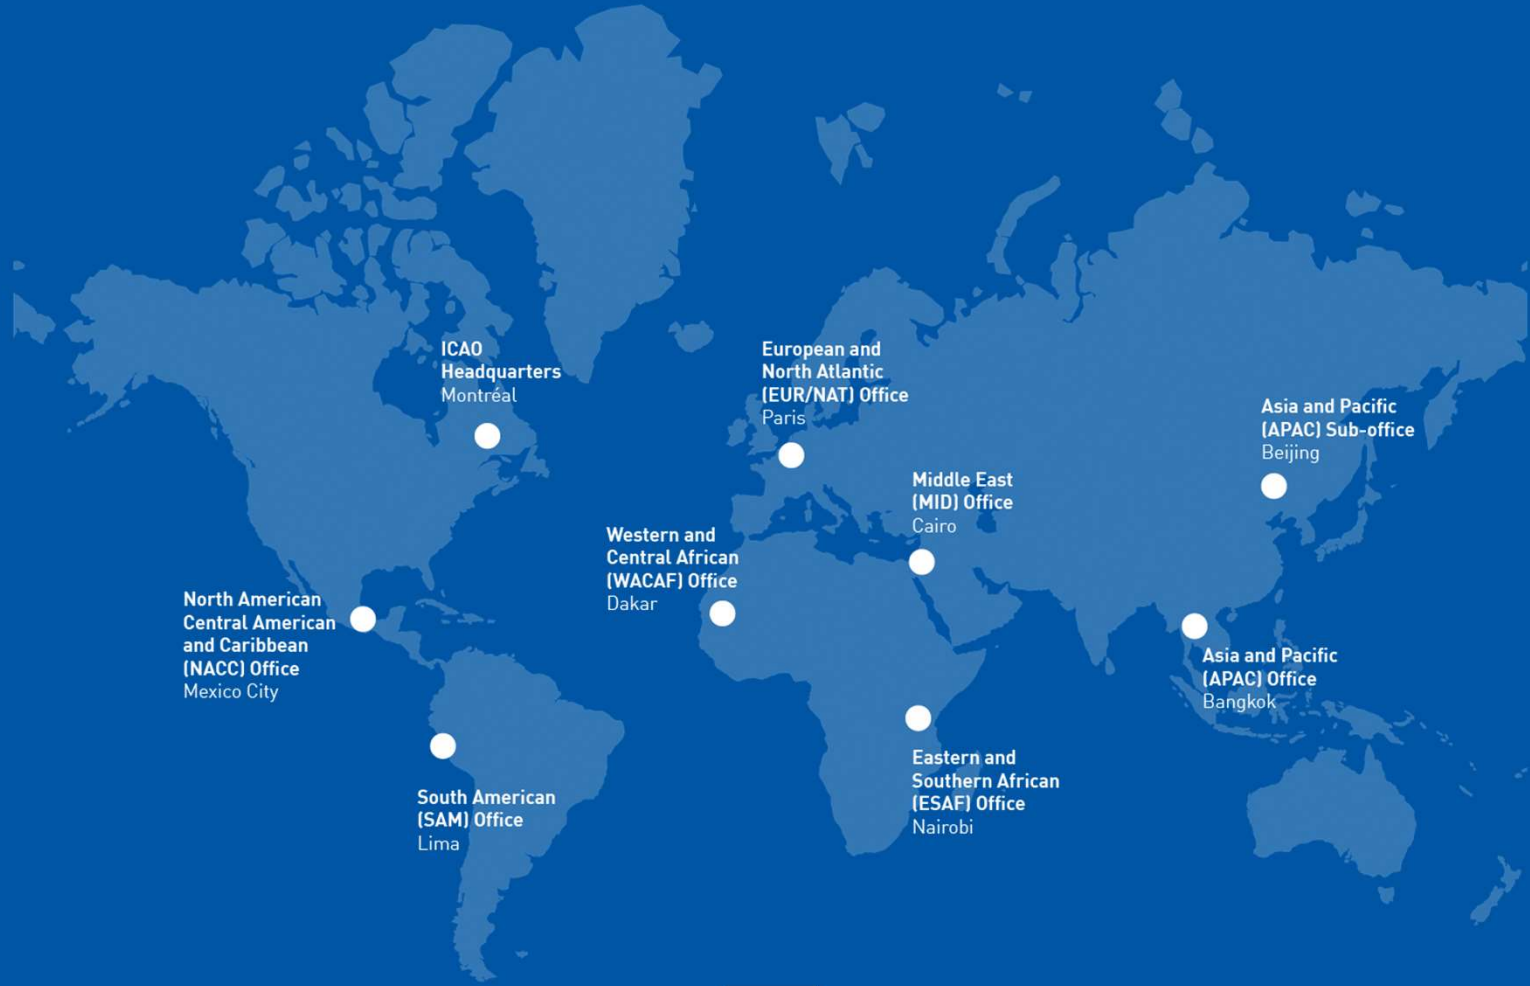 ICAO
Headquarters
Montréal
European and
North Atlantic
(EUR/NAT) Office
Paris
Asia and Pacific
(APAC) Sub-office
Beijing
Middle East
(MID) Office
Cairo
Western and
Central African
(WACAF) Office
Dakar
North American
Central American
and Caribbean
(NACC) Office
Mexico City
Asia and Pacific
(APAC) Office
Bangkok
Eastern and
Southern African
(ESAF) Office
Nairobi
South American
(SAM) Office
Lima